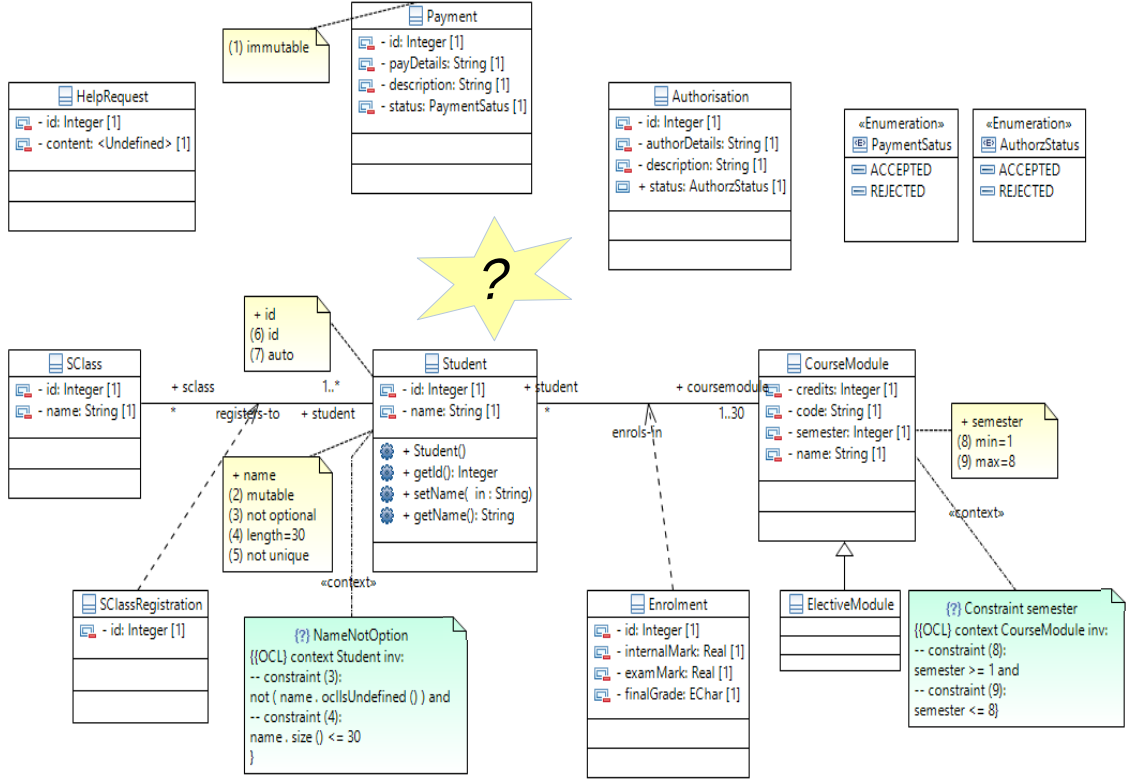 Payment
- id: Integer [1]
- payDetails: String [1]
- description: String [1]
- status: PaymentSatus [1]
(1) immutable
HelpRequest
- id: Integer [1]
- content: <Undefined> [1]
Authorisation
- id: Integer [1]
- authorDetails: String [1]
- description: String [1]
+ status: AuthorzStatus [1]
«Enumeration»
PaymentSatus
ACCEPTED
REJECTED
«Enumeration»
AuthorzStatus
ACCEPTED
REJECTED
?
+ id
(6) id
(7) auto
SClass
- id: Integer [1]
- name: String [1]
+ sclass
*
registers-to
1..*
+ student
Student
- id: Integer [1]
- name: String [1]
+ Student()
+ getId(): Integer
+ setName( in : String)
+ getName(): String
+ student
*
enrols-in
+ coursemodule
1..30
CourseModule
- credits: Integer [1]
- code: String [1]
- semester: Integer [1]
- name: String [1]
+ semester
(8) min=1
(9) max=8
+ name
(2) mutable
(3) not optional
(4) length=30
(5) not unique
«context»
«context»
SClassRegistration
- id: Integer [1]
{?} NameNotOption
{{OCL} context Student inv:
-- constraint (3):
not ( name . oclIsUndefined () ) and
-- constraint (4):
name . size () <= 30
}
Enrolment
- id: Integer [1]
- internalMark: Real [1]
- examMark: Real [1]
- finalGrade: EChar [1]
ElectiveModule
{?} Constraint semester
{{OCL} context CourseModule inv:
-- constraint (8):
semester >= 1 and
-- constraint (9):
semester <= 8}